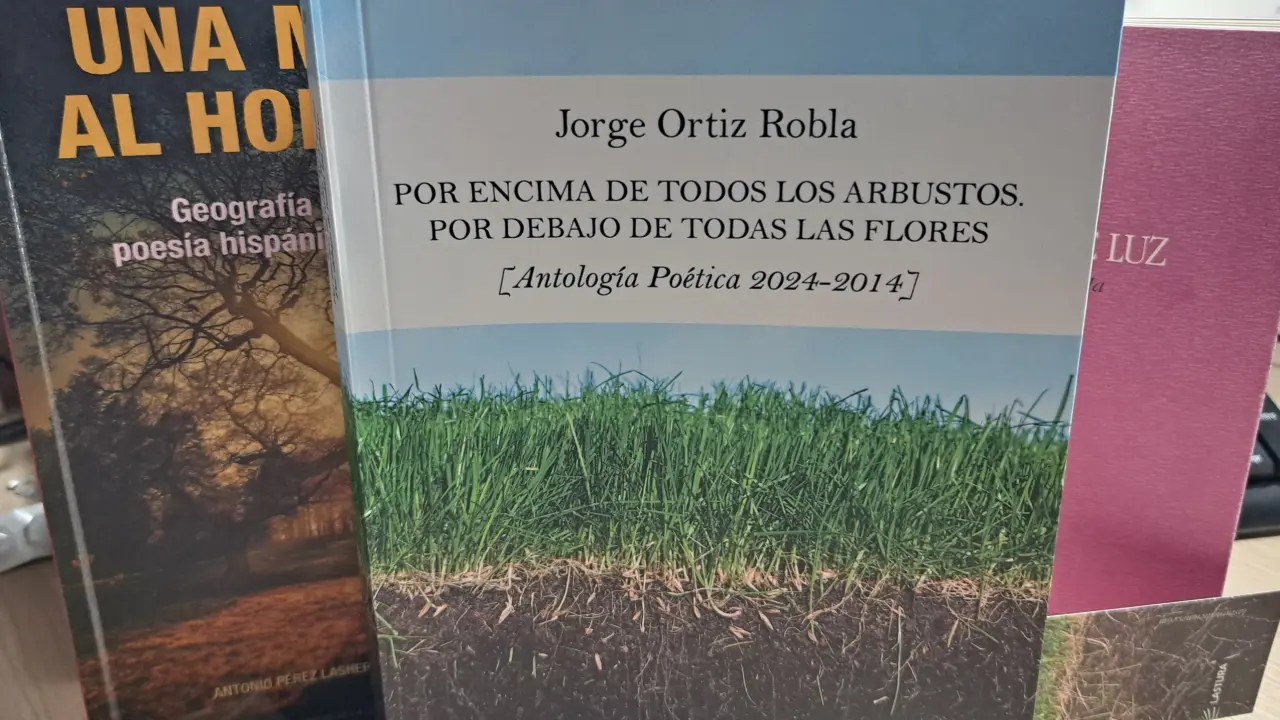 UNA
AL HO
Geografía
poesía hispáni
ANTONIO PÉREZ LASHE
Jorge Ortiz Robla
POR ENCIMA DE TODOS LOS ARBUSTOS.
POR DEBAJO DE TODAS LAS FLORES
[Antología Poética 2024-2014]
LUZ
LASTURA